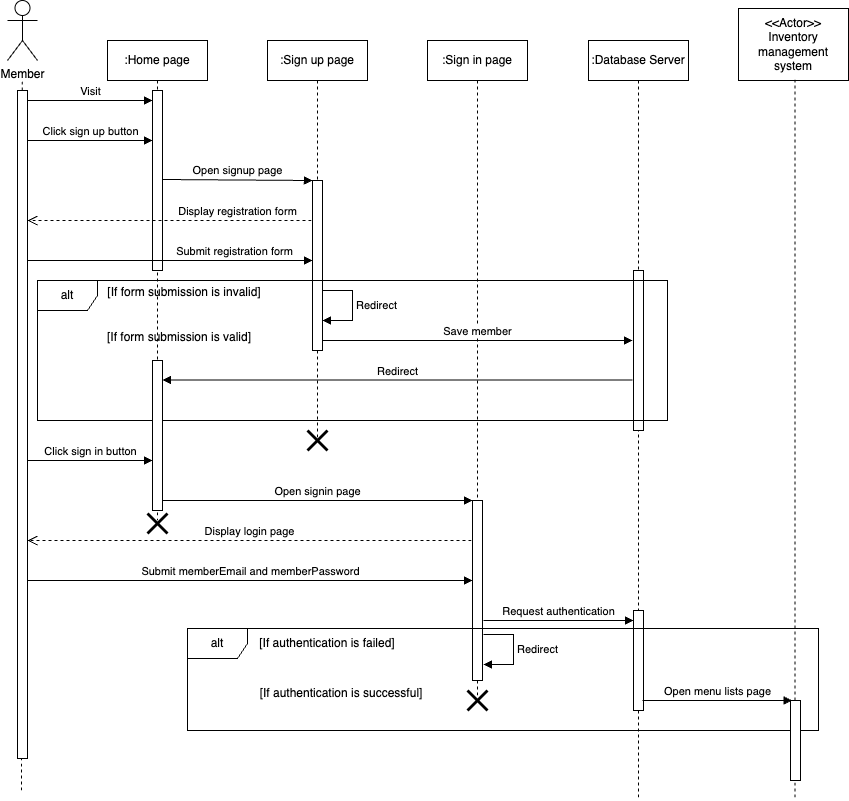 <<Actor>>
Inventory
management
system
:Home page
:Sign up page
:Sign in page
:Database Server
Member
Visit
Click sign up button
Open signup page
Display registration form
Submit registration form
alt
[If form submission is invalid]
Redirect
[If form submission is valid]
Save member
Redirect
Click sign in button
Open signin page
Display login page
Submit memberEmail and memberPassword
Request authentication
alt
[If authentication is failed]
Redirect
[If authentication is successful]
Open menu lists page